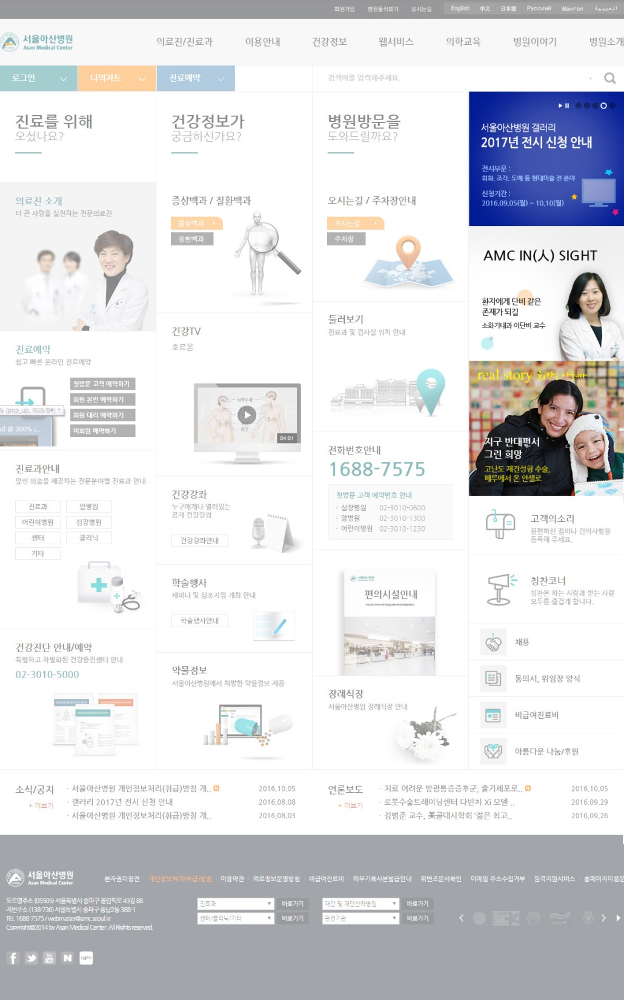 회원가입 병원둘러보기 오시는길 English 中文 日本語 Русский Монгол العربية
서울아산병원
Asan Medical Center
의료진/진료과 이용안내 건강정보 웹서비스 의학교육 병원이야기 병원소개
로그인 나의차트 진료예약 검색어를 입력해주세요.
진료를 위해
오셨나요?
의료진 소개
더 큰 사랑을 실천하는 전문의료진
진료예약
쉽고 빠른 온라인 진료예약
첫방문 고객 예약하기
회원 본인 예약하기
회원 대리 예약하기
비회원 예약하기
% (pop_up, RGB/8#) *
sd @ 300% (..
진료과안내
앞선 의술을 제공하는 전문분야별 진료과 안내
진료과 암병원
어린이병원 심장병원
센터 클리닉
기타
건강진단 안내/예약
특별하고 차별화된 건강증진센터 안내
02-3010-5000
건강정보가
궁금하신가요?
증상백과 / 질환백과
증상백과
질환백과
건강TV
호르몬
04:01
건강강좌
누구에게나 열려있는
공개 건강강좌
건강강좌안내
학술행사
세미나 및 심포지엄 개최 안내
학술행사안내
약물정보
서울아산병원에서 처방한 약물정보 제공
병원방문을
도와드릴까요?
오시는길 / 주차장안내
오시는길
주차장
둘러보기
진료과 및 검사실 위치 안내
전화번호안내
1688-7575
첫방문 고객 예약번호 안내
· 심장병원 02-3010-0600
· 암병원 02-3010-1300
· 어린이병원 02-3010-1230
서울아산병원
편의시설안내
장례식장
서울아산병원 장례식장 안내
서울아산병원 갤러리
2017년 전시 신청 안내
전시부문 :
회화, 조각, 도예 등 현대미술 전 분야
신청기간 :
2016.09.05(월) ~ 10.10(월)
AMC IN(人) SIGHT
환자에게 단비 같은
존재가 되길
소화기내과 이단비 교수
real story 희망을 나눕니다
지구 반대편서
그린 희망
고난도 재건성형 수술,
페루에서 온 안셀로
고객의소리
불편하신 점이나 건의사항을
등록해 주세요.
칭찬코너
칭찬은 하는 사람과 받는 사람
모두를 즐겁게 합니다.
채용
동의서, 위임장 양식
비급여진료비
아름다운 나눔/후원
소식/공지
+ 더보기
· 서울아산병원 개인정보처리(취급)방침 개.. N 2016.10.05
· 갤러리 2017년 전시 신청 안내 2016.08.08
· 서울아산병원 개인정보처리(취급)방침 개.. 2016.08.03
언론보도
+ 더보기
· 치료 어려운 방광통증증후군, 줄기세포로.. N 2016.10.05
· 로봇수술트레이닝센터 다빈치 Xi 모델 .. 2016.09.29
· 김범준 교수, 美골대사학회 '젊은 최고.. 2016.09.26
서울아산병원
Asan Medical Center
환자권리장전 개인정보처리(취급)방침 이용약관 의료정보운영방침 비급여진료비 의무기록사본발급안내 위변조문서확인 이메일 주소수집거부 원격지원서비스 홈페이지이용문
도로명주소 (05505) 서울특별시 송파구 올림픽로 43길 88
지번주소 (138-736) 서울특별시 송파구 풍납2동 388-1
TEL 1688-7575 / webmaster@amc.seoul.kr
Copyright@2014 by Asan Medical Center. All Rights reserved.
진료과 바로가기 재단 및 재단산하병원 바로가기
센터/클리닉/기타 바로가기 관련기관 바로가기
You Tube